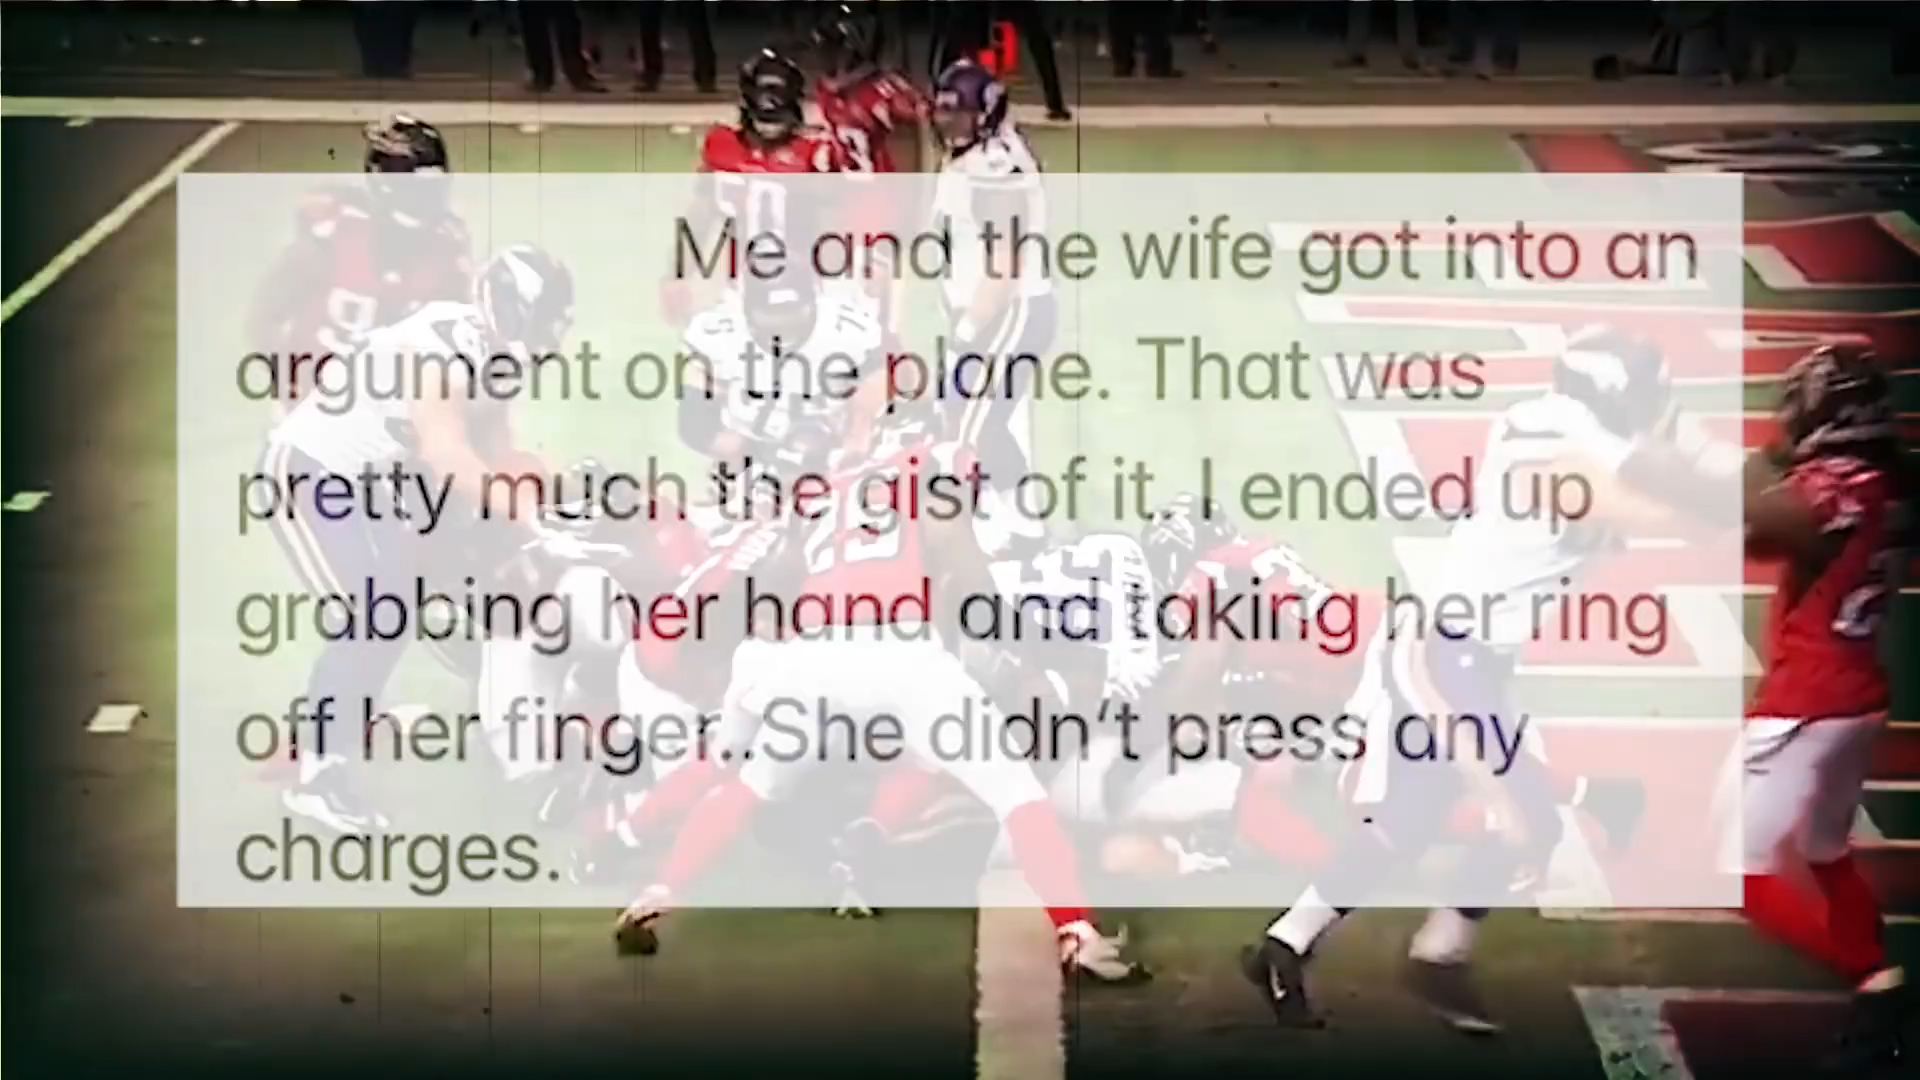 50
Me and the wife got into an
argument on the plane. That was
pretty much the gist of it. I ended up
grabbing her hand and taking her ring
off her finger...She didn't press any
charges.